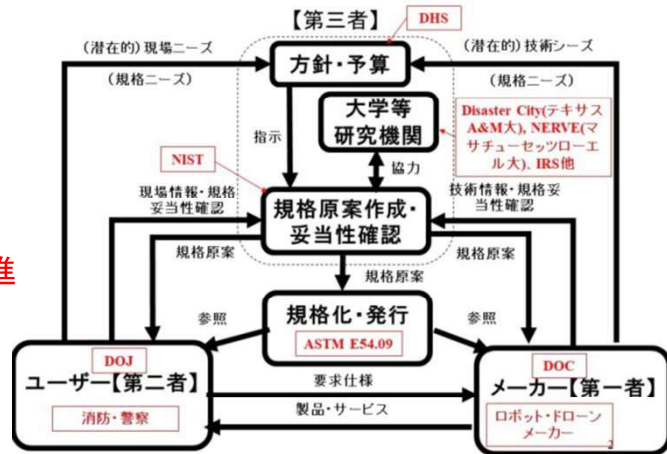 【第三者】
DHS
(潜在的)現場ニーズ
(規格ニーズ)
方針・予算
(潜在的)技術シーズ
(規格ニーズ)
大学等
研究機関
Disaster City(テキサス
A&M大), NERVE(マ
サチューセッツローエ
ル大)、IRS他
指示
NIST
協力
現場情報・規格
妥当性確認
規格原案作成・
妥当性確認
技術情報・規格妥
当性確認
規格原案
規格原案
規格原案
進
参照
規格化・発行
ASTM E54.09
参照
DOJ
ユーザー【第二者】
消防・警察
要求仕様
製品・サービス
DOC
メーカー【第一者】
ロボット・ドローン
メーカー
2